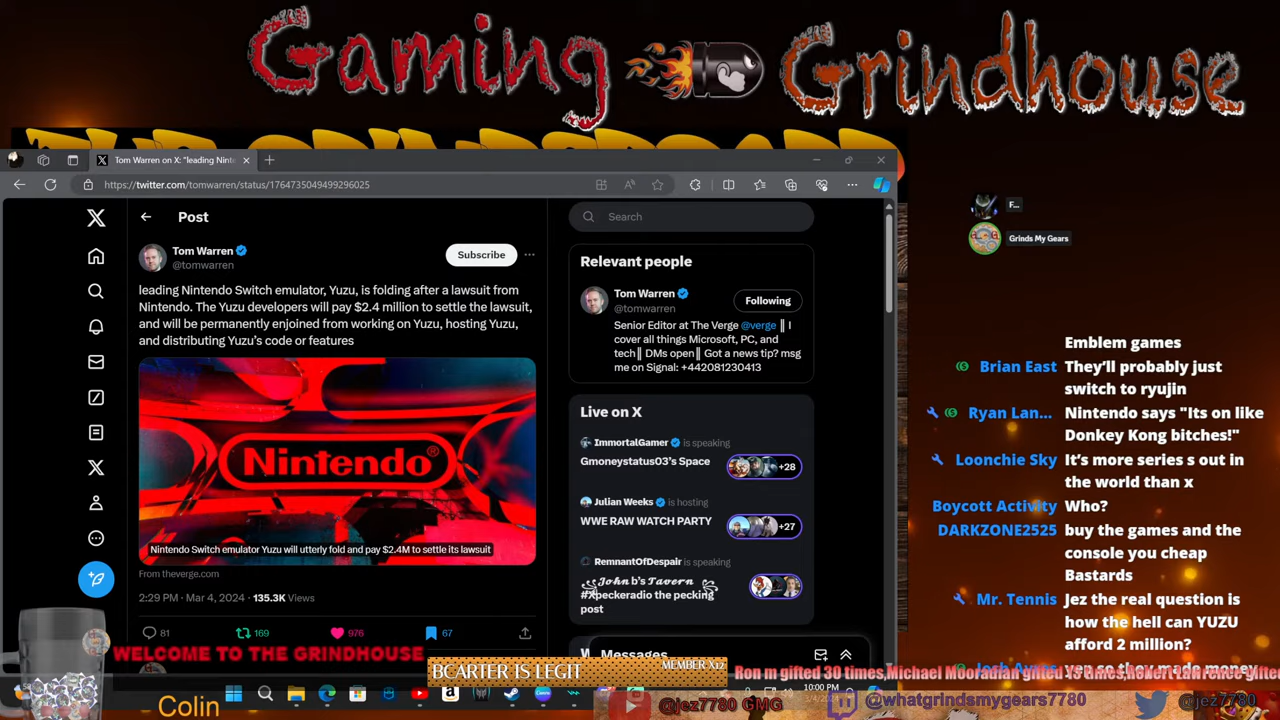 Gaming Grindhouse
Tom Warren on X: "leading Ninte
https://twitter.com/tomwarren/status/1764735049499296025
Post
Search
Tom Warren
@tomwarren
Subscribe
leading Nintendo Switch emulator, Yuzu, is folding after a lawsuit from
Nintendo. The Yuzu developers will pay $2.4 million to settle the lawsuit,
and will be permanently enjoined from working on Yuzu, hosting Yuzu,
and distributing Yuzu's code or features
Nintendo®
Nintendo Switch emulator Yuzu will utterly fold and pay $2.4M to settle its lawsuit
From theverge.com
2:29 PM · Mar 4, 2024 · 135.3K Views
81
169
976
67
Relevant people
Tom Warren
@tomwarren
Following
Senior Editor at The Verge @verge || I
cover all things Microsoft, PC, and
tech || DMs open || Got a news tip? msg
me on Signal: +442081230413
Live on X
ImmortalGamer is speaking
Gmoneystatus03's Space
+28
Julian Weeks is hosting
WWE RAW WATCH PARTY
+27
RemnantOfDespair is speaking
John b's Tavern
#Xpeckeradio the pecking
post
Messages
F...
Grinds My Gears
Emblem games
Brian East They'll probably just
switch to ryujin
Ryan Lan... Nintendo says "Its on like
Donkey Kong bitches!"
Loonchie Sky It's more series s out in
the world than x
Boycott Activity Who?
DARKZONE2525 buy the games and the
console you cheap
Bastards
Mr. Tennis Jez the real question is
how the hell can YUZU
afford 2 million?
WELCOME TO THE GRINDHOUSE
BCARTER IS LEGIT
MEMBER X12
Ron m gifted 30 times,Michael Mooradian gifted 15 times,
10:00 PM
3/4/2024
Colin
@jez7780 GMG
@whatgrindsmygears7780
@jez7780